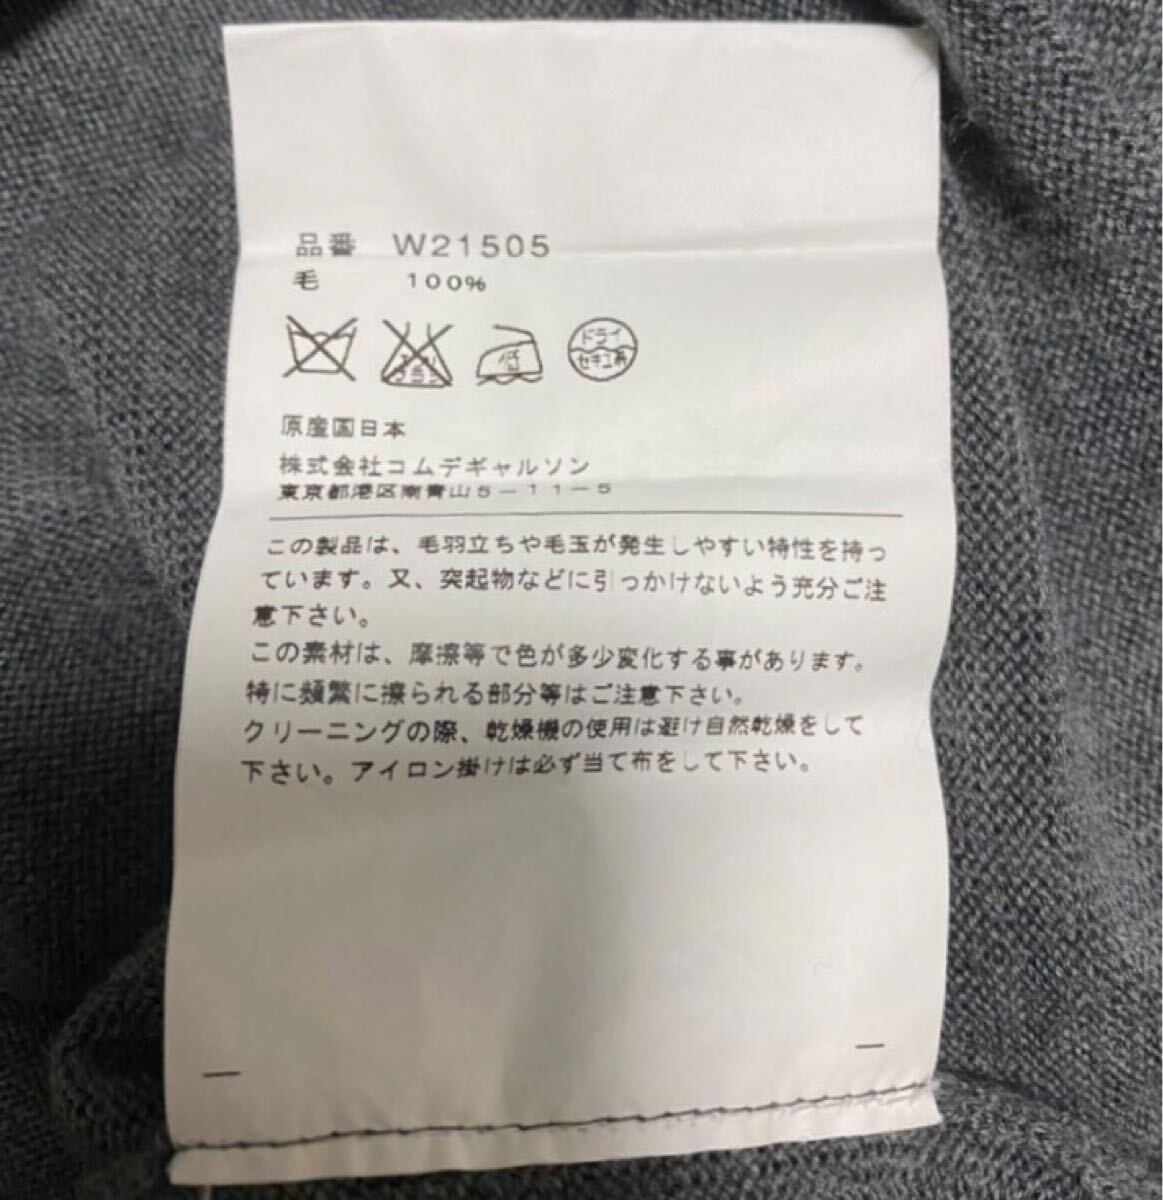 品番 W21505
毛 100%
低
ドライ
セキユ系
原産国日本
株式会社コムデギャルソン
東京都港区南青山5-11-5
この製品は、毛羽立ちや毛玉が発生しやすい特性を持っ
ています。又、突起物などに引っかけないよう充分ご注
意下さい。
この素材は、摩擦等で色が多少変化する事があります。
特に頻繁に擦られる部分等はご注意下さい。
クリーニングの際、乾燥機の使用は避け自然乾燥をして
下さい。アイロン掛けは必ず当て布をして下さい。